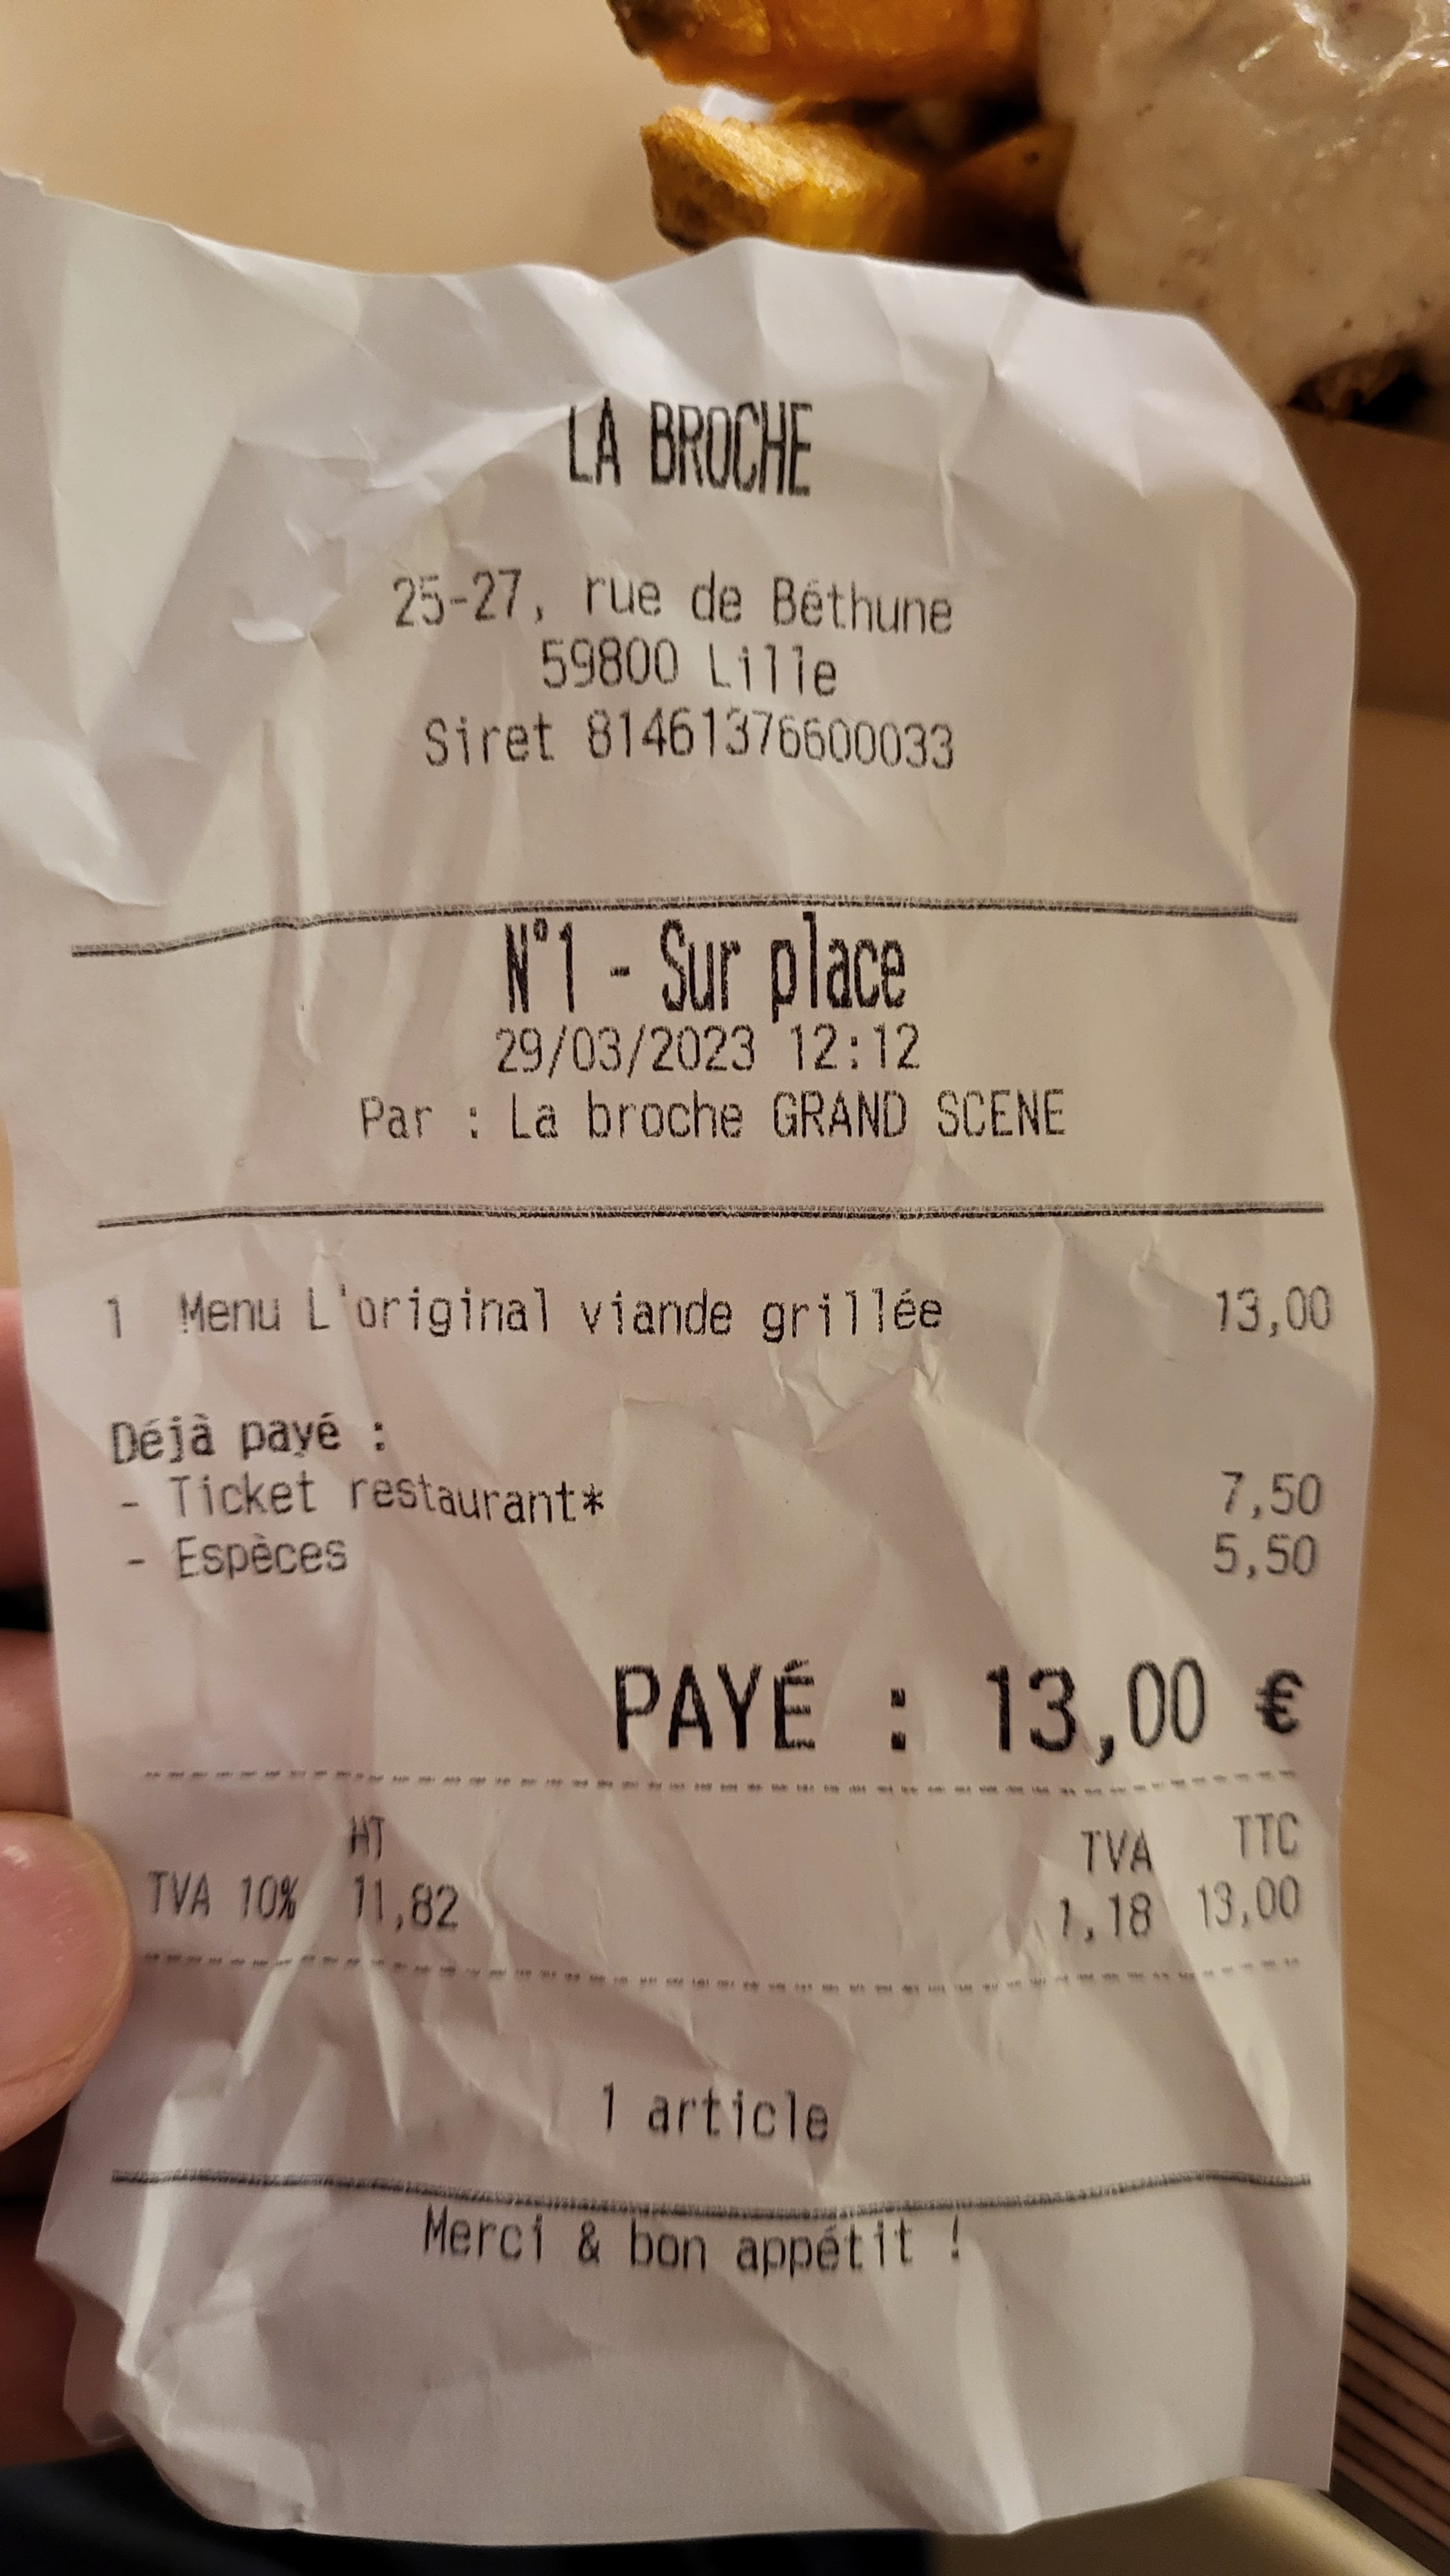 LA BROCHE
25-27, rue de Béthune
59800 Lille
Siret 81461376600033
N°1 - Sur place
29/03/2023 12:12
Par : La broche GRAND SCENE
1 Menu L'original viande grillée 13,00
Déjà payé :
- Ticket restaurant* 7,50
- Espèces 5,50
PAYÉ : 13,00 €
HT TVA TTC
TVA 10% 11,82 1,18 13,00
1 article
Merci & bon appétit !